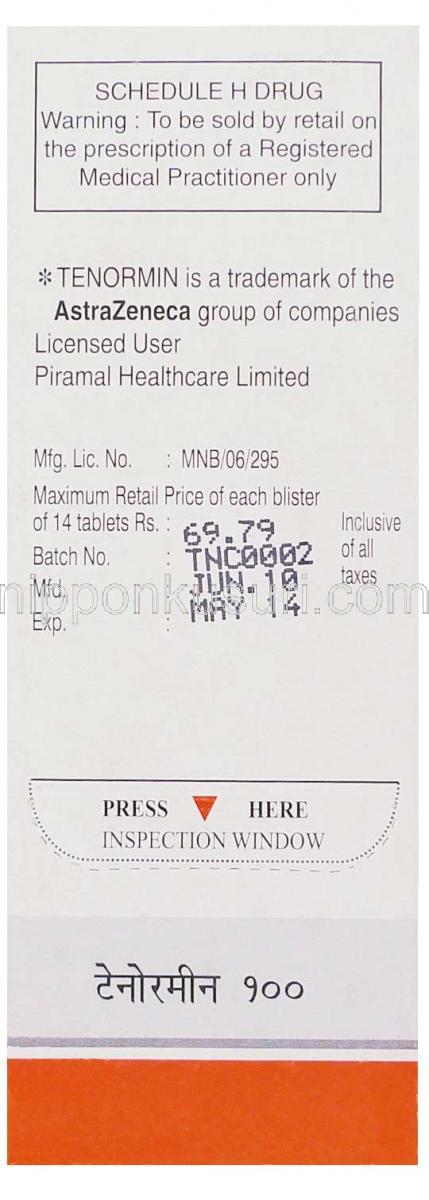 SCHEDULE H DRUG
Warning : To be sold by retail on
the prescription of a Registered
Medical Practitioner only
* TENORMIN is a trademark of the
AstraZeneca group of companies
Licensed User
Piramal Healthcare Limited
Mfg. Lic. No. : MNB/06/295
Maximum Retail Price of each blister
of 14 tablets Rs. : 69.79 Inclusive
Batch No. : TNC0002 of all
Mfd. : JUN.10 taxes
nipponkusuri.com
Exp. : MAY 14
PRESS ▼ HERE
INSPECTION WINDOW
टेनोरमीन १००